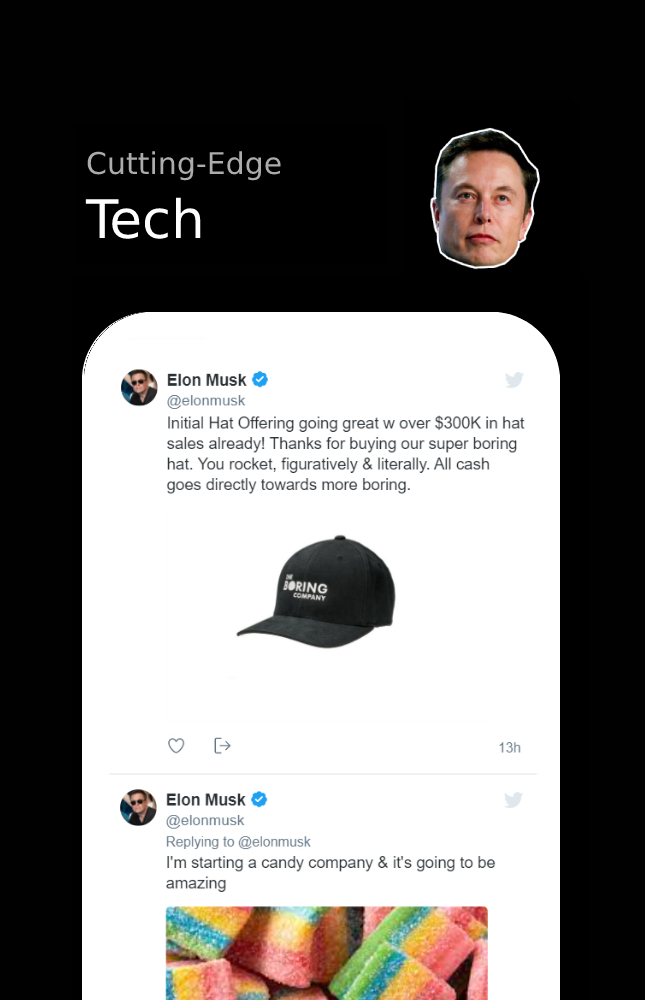 Cutting-Edge
Tech
Elon Musk
@elonmusk
Initial Hat Offering going great w over $300K in hat
sales already! Thanks for buying our super boring
hat. You rocket, figuratively & literally. All cash
goes directly towards more boring.
THE
BORING
COMPANY
13h
Elon Musk
@elonmusk
Replying to @elonmusk
I'm starting a candy company & it's going to be
amazing